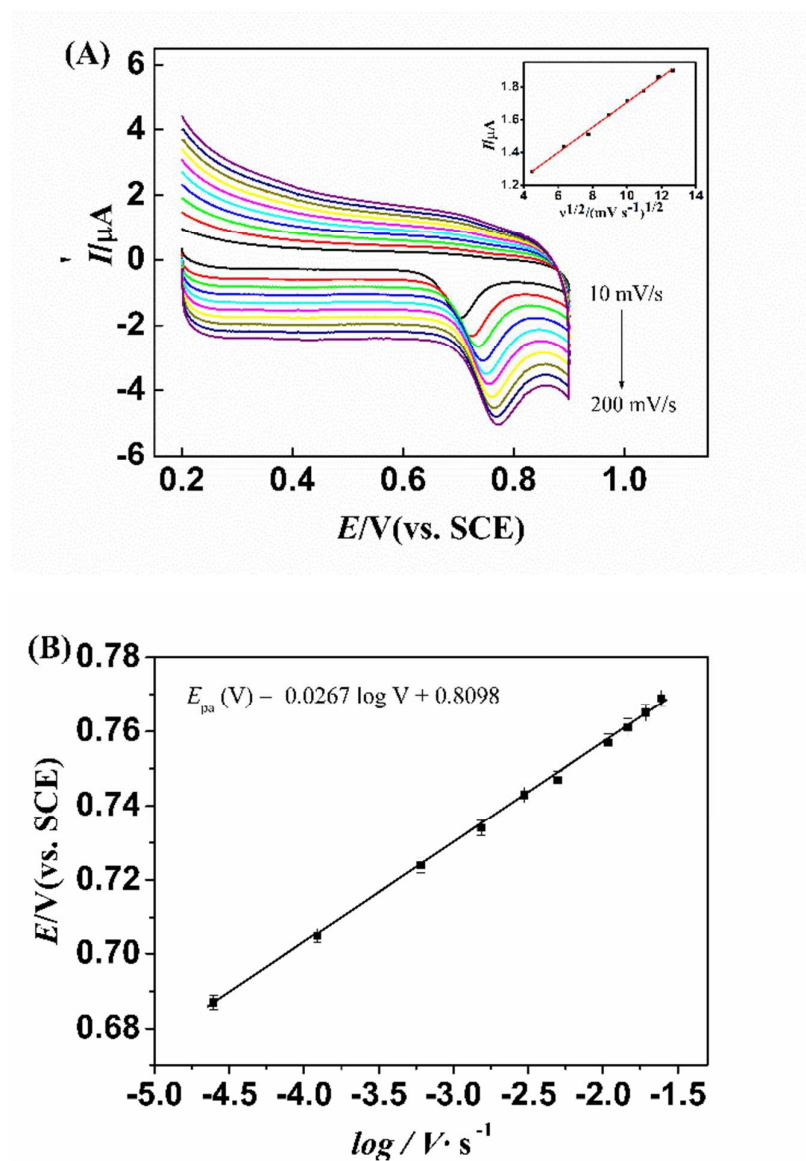 (A)
6
4
2
0
-2
-4
-6
I/μA
'
0.2 0.4 0.6 0.8 1.0
E/V(vs. SCE)
1.8
1.6
1.4
1.2
I/μA
4 6 8 10 12 14
ν1/2/(mV s-1)1/2
10 mV/s
200 mV/s
(B)
0.78
0.76
0.74
0.72
0.70
0.68
E/V(vs. SCE)
Epa (V) − 0.0267 log V + 0.8098
-5.0 -4.5 -4.0 -3.5 -3.0 -2.5 -2.0 -1.5
log / V· s-1